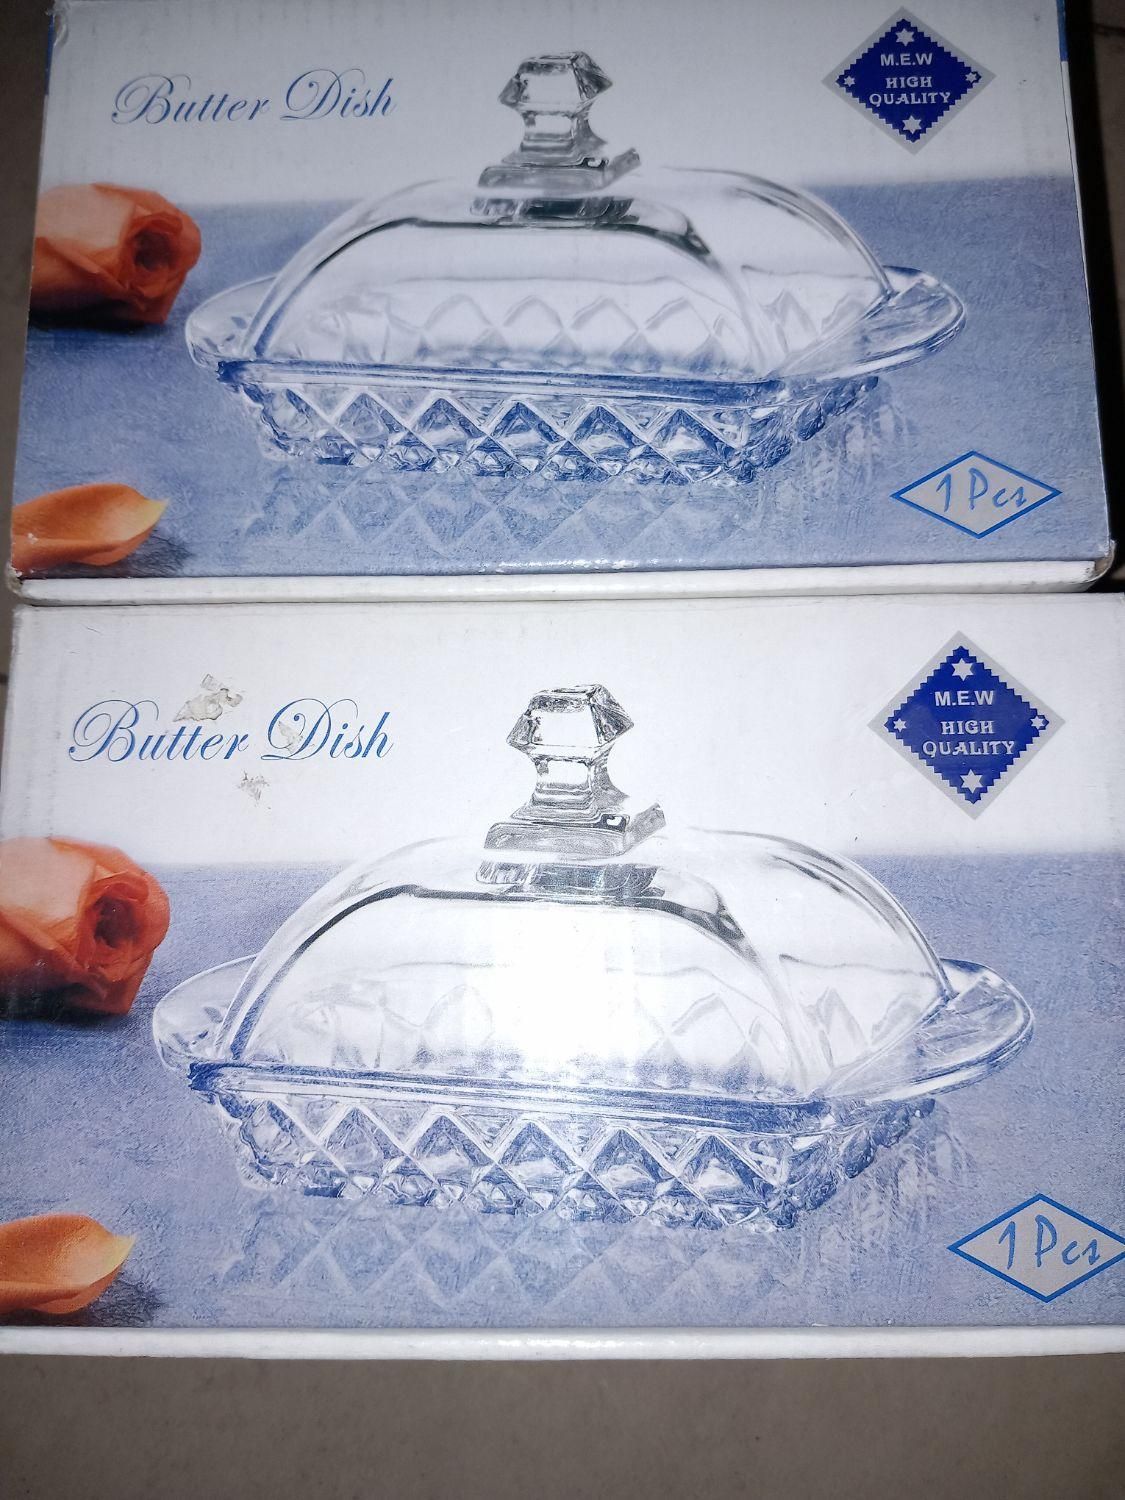 Butter Dish
M.E.W
HIGH
QUALITY
1 Pcs
Butter Dish
M.E.W
HIGH
QUALITY
1 Pcs